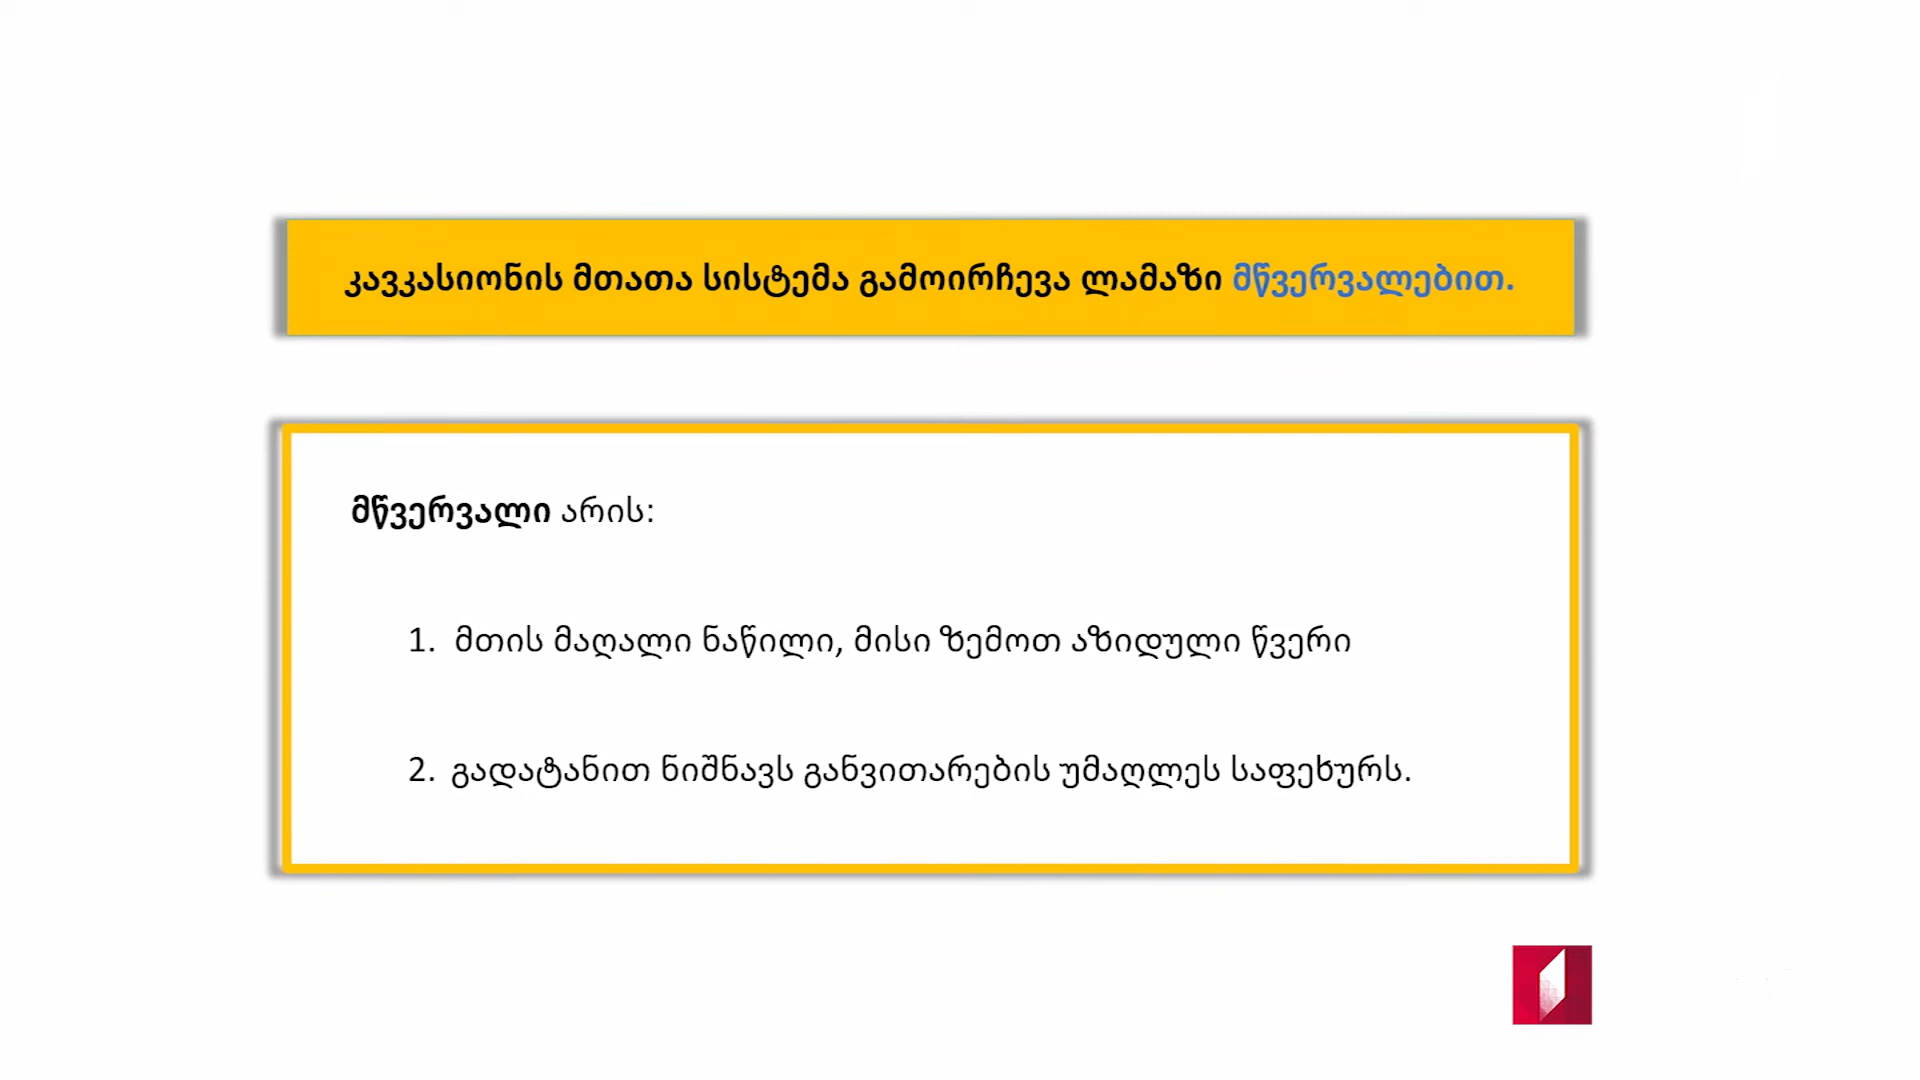 კავკასიონის მთათა სისტემა გამოირჩევა ლამაზი მწვერვალებით.
მწვერვალი არის:
1. მთის მაღალი ნაწილი, მისი ზემოთ აზიდული წვერი
2. გადატანით ნიშნავს განვითარების უმაღლეს საფეხურს.